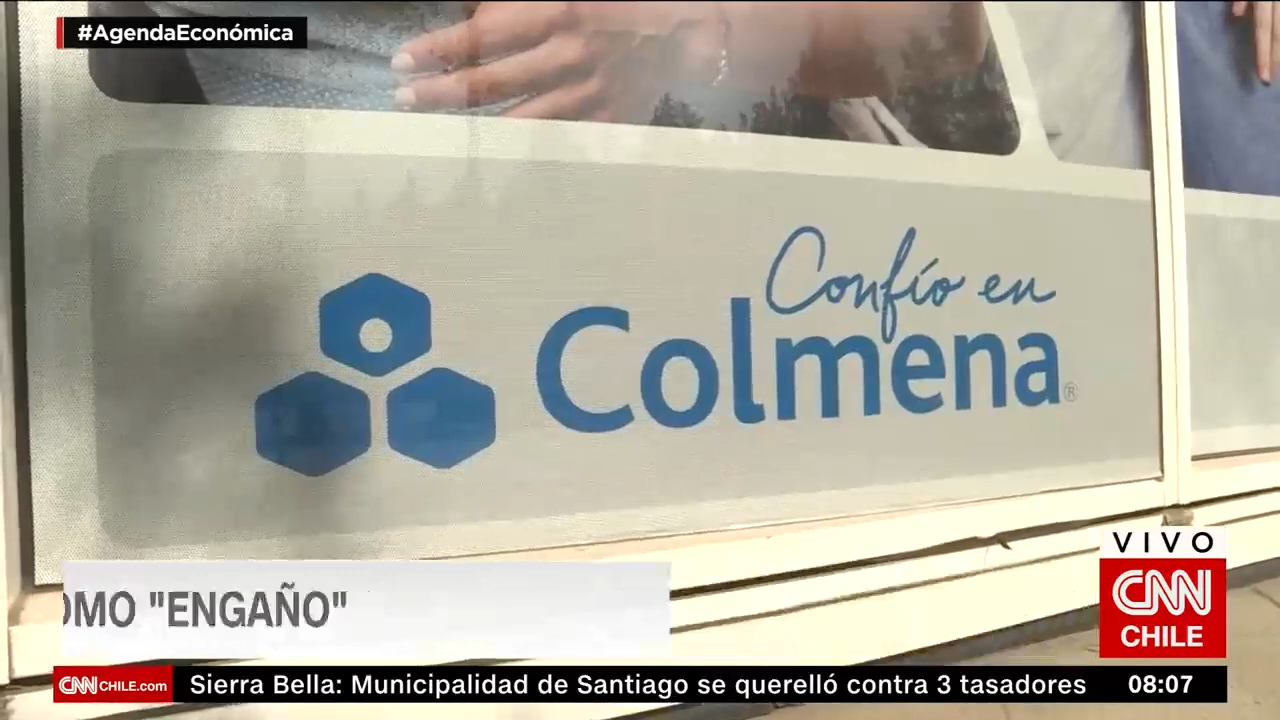 #AgendaEconómica
Confío en
Colmena®
"ENGAÑO"
VIVO
CNN
CHILE
CNNCHILE.com Sierra Bella: Municipalidad de Santiago se querelló contra 3 tasadores 08:07